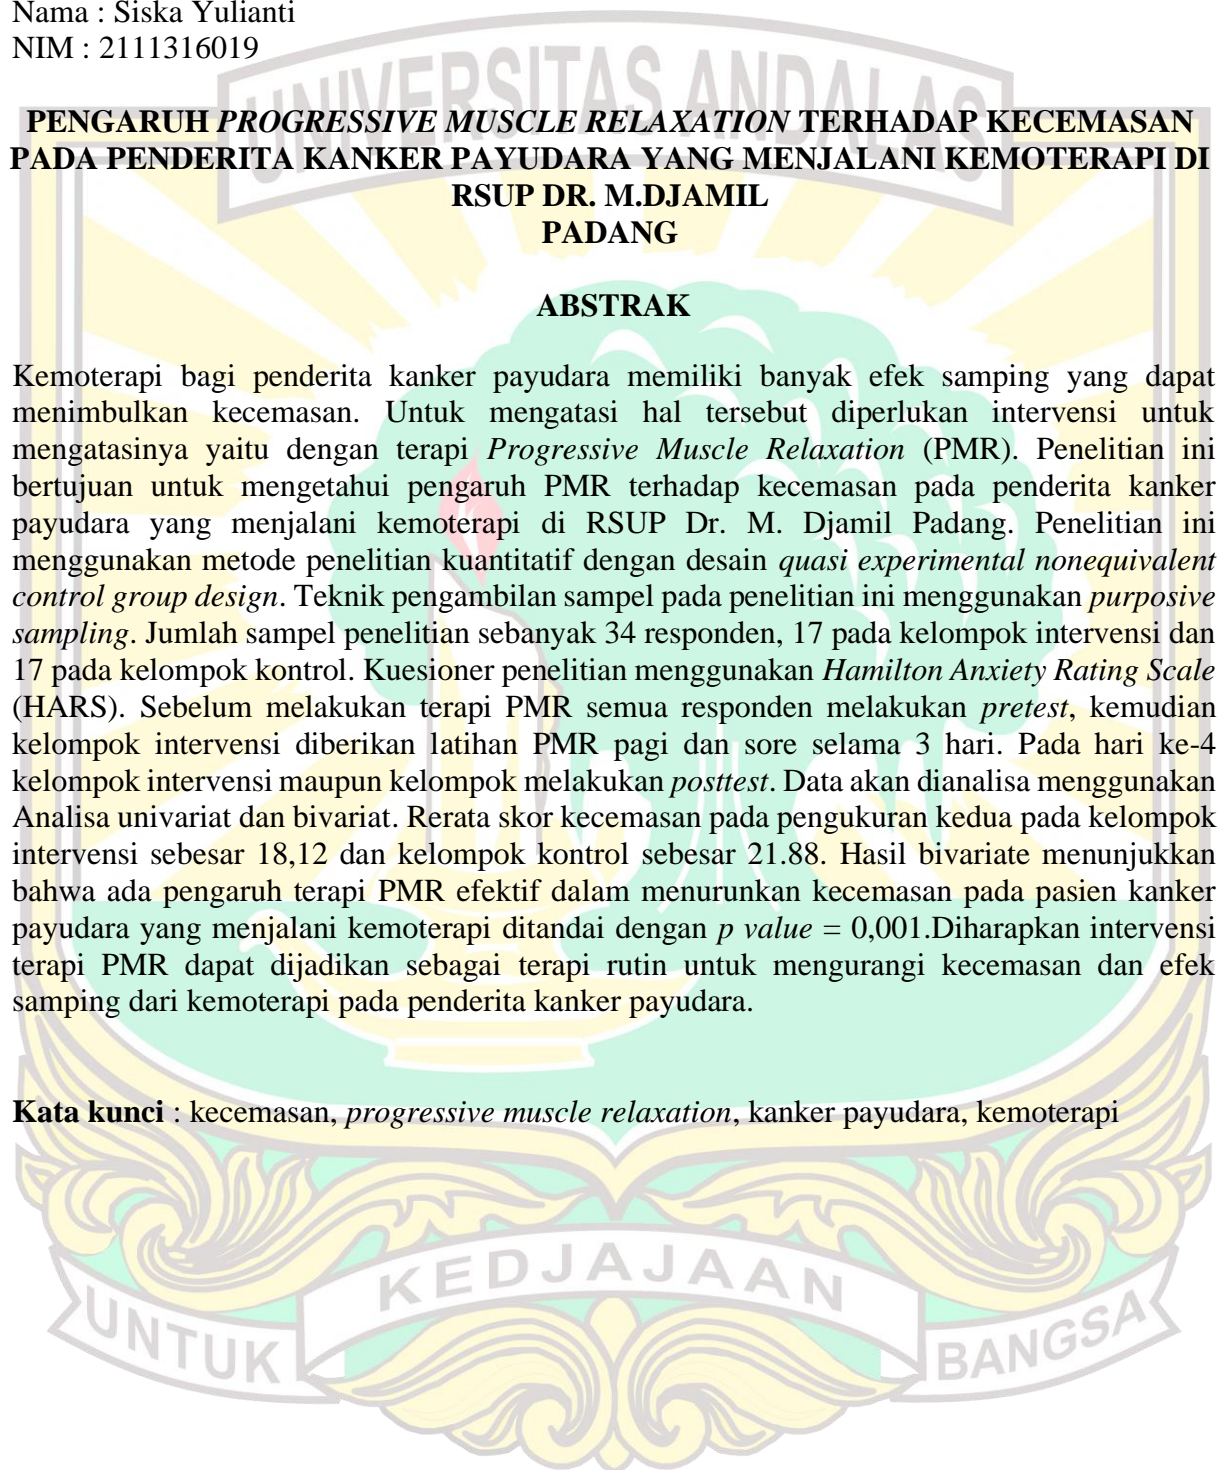 Nama : Siska Yulianti
NIM : 2111316019
UNIVERSITAS ANDALAS
PENGARUH PROGRESSIVE MUSCLE RELAXATION TERHADAP KECEMASAN
PADA PENDERITA KANKER PAYUDARA YANG MENJALANI KEMOTERAPI DI
RSUP DR. M.DJAMIL
PADANG
ABSTRAK
Kemoterapi bagi penderita kanker payudara memiliki banyak efek samping yang dapat
menimbulkan kecemasan. Untuk mengatasi hal tersebut diperlukan intervensi untuk
mengatasinya yaitu dengan terapi Progressive Muscle Relaxation (PMR). Penelitian ini
bertujuan untuk mengetahui pengaruh PMR terhadap kecemasan pada penderita kanker
payudara yang menjalani kemoterapi di RSUP Dr. M. Djamil Padang. Penelitian ini
menggunakan metode penelitian kuantitatif dengan desain quasi experimental nonequivalent
control group design. Teknik pengambilan sampel pada penelitian ini menggunakan purposive
sampling. Jumlah sampel penelitian sebanyak 34 responden, 17 pada kelompok intervensi dan
17 pada kelompok kontrol. Kuesioner penelitian menggunakan Hamilton Anxiety Rating Scale
(HARS). Sebelum melakukan terapi PMR semua responden melakukan pretest, kemudian
kelompok intervensi diberikan latihan PMR pagi dan sore selama 3 hari. Pada hari ke-4
kelompok intervensi maupun kelompok melakukan posttest. Data akan dianalisa menggunakan
Analisa univariat dan bivariat. Rerata skor kecemasan pada pengukuran kedua pada kelompok
intervensi sebesar 18,12 dan kelompok kontrol sebesar 21.88. Hasil bivariate menunjukkan
bahwa ada pengaruh terapi PMR efektif dalam menurunkan kecemasan pada pasien kanker
payudara yang menjalani kemoterapi ditandai dengan p value = 0,001.Diharapkan intervensi
terapi PMR dapat dijadikan sebagai terapi rutin untuk mengurangi kecemasan dan efek
samping dari kemoterapi pada penderita kanker payudara.
Kata kunci : kecemasan, progressive muscle relaxation, kanker payudara, kemoterapi
UNTUK KEDJAJAAN BANGSA